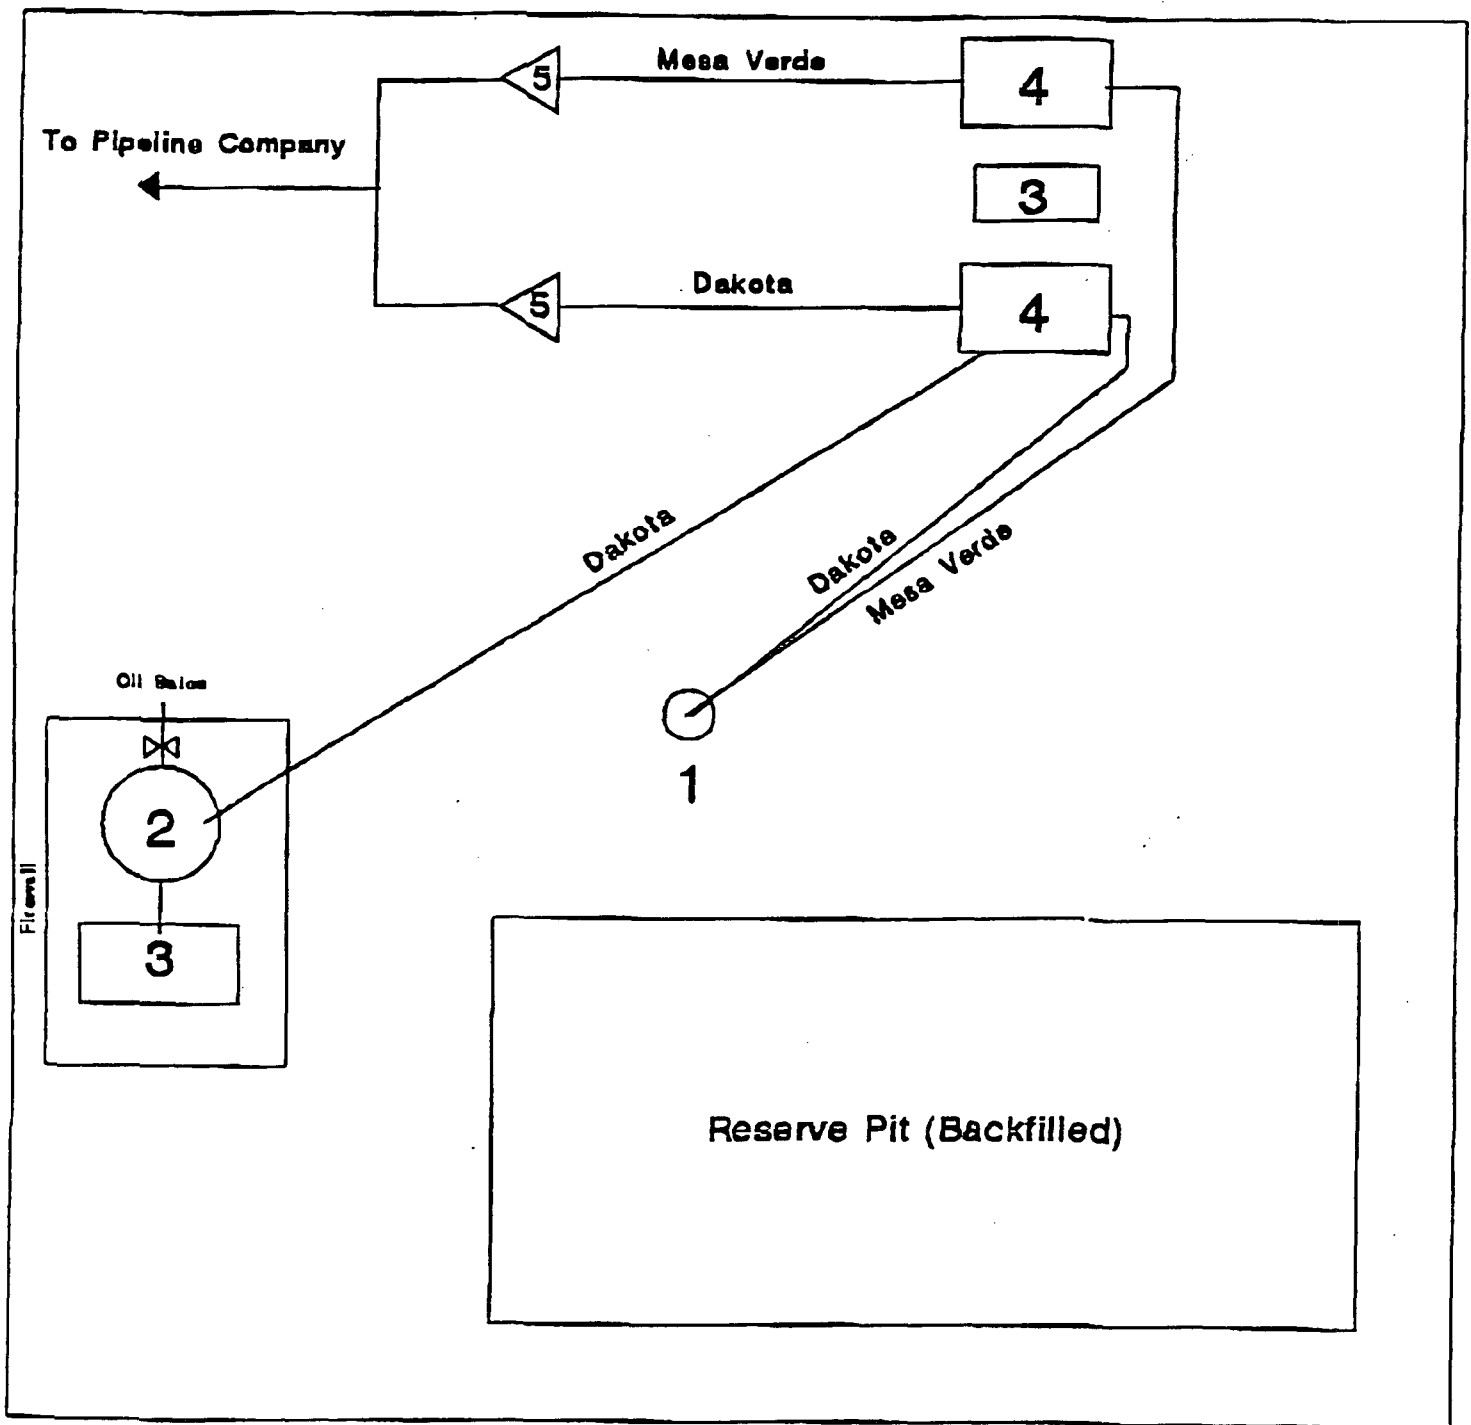 Mesa Verde
5
4
To Pipeline Company
3
Dakota
5
4
Dakota
Dakota
Mesa Verde
Oil Sales
1
2
Firewall
3
Reserve Pit (Backfilled)